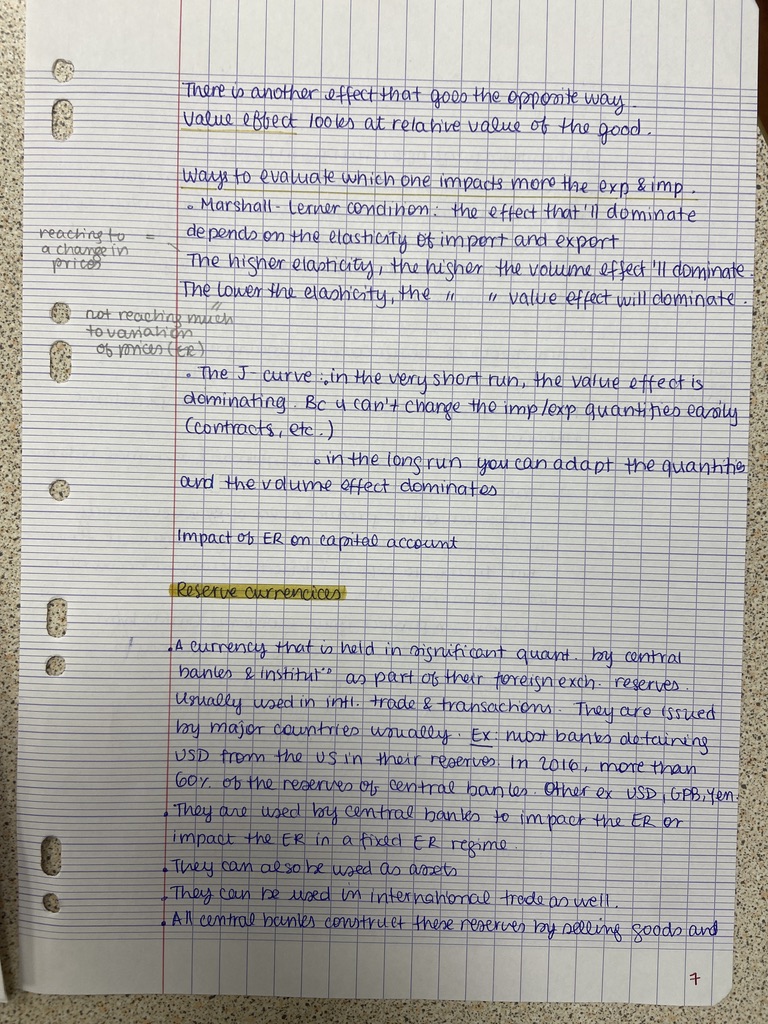 There is another effect that goes the opposite way.
Value effect looks at relative value of the good.
Ways to evaluate which one impacts more the exp & imp.
. Marshall-Lerner condition: the effect that'll dominate
depends on the elasticity of import and export
reaching to =
a change in
prices
The higher elasticity, the higher the volume effect'll dominate.
The lower the elasticity, the " " value effect will dominate.
not reaching much
to variation
of prices (ER)
. The J-curve: . in the very short run, the value effect is
dominating. Bc u can't change the imp/exp quantities easily
(contracts, etc.)
. in the long run you can adapt the quantities
and the volume effect dominates
Impact of ER on capital account
Reserve currencices
. A currency that is held in significant quant. by central
banks & institut°° as part of their foreign exch. reserves.
Usually used in intl. trade & transactions. They are issued
by major countries usually. Ex: most banks detaining
USD from the US in their reserves. In 2016, more than
60% of the reserves of central banks. Other ex USD, GPB, Yen.
. They are used by central banks to impact the ER or
impact the ER in a fixed ER regime.
. They can also be used as assets
. They can be used in international trade as well.
. All central banks construct these reserves by selling goods and
7